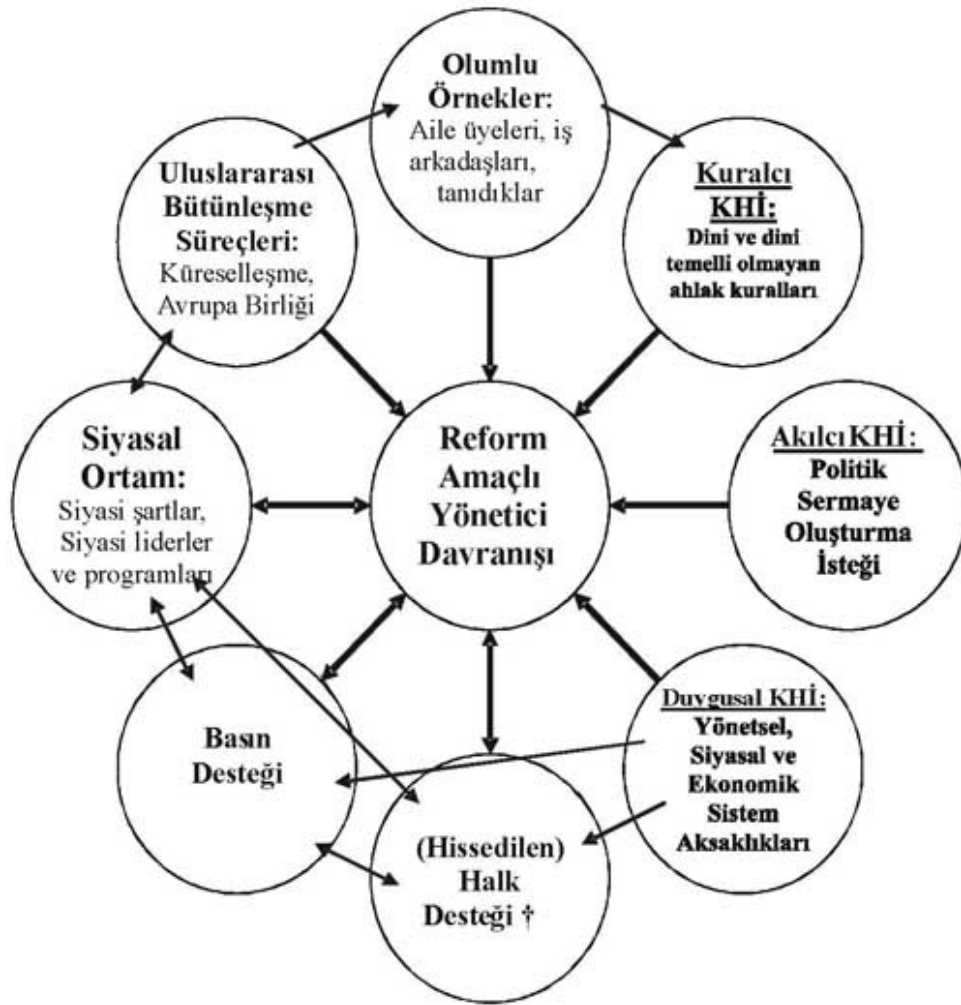 Olumlu
Örnekler:
Aile üyeleri, iş
arkadaşları,
tanıdıklar
Uluslararası
Bütünleşme
Süreçleri:
Küreselleşme,
Avrupa Birliği
Kuralcı
KHİ:
Dini ve dini
temelli olmayan
ahlak kuralları
Siyasal
Ortam:
Siyasi şartlar,
Siyasi liderler
ve programları
Reform
Amaçlı
Yönetici
Davranışı
Akılcı KHİ:
Politik
Sermaye
Oluşturma
İsteği
Basın
Desteği
Duygusal KHİ:
Yönetsel,
Siyasal ve
Ekonomik
Sistem
Aksaklıkları
(Hissedilen)
Halk
Desteği †